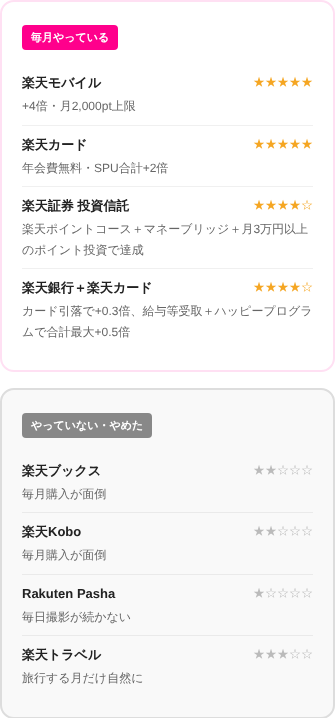 毎月やっている
楽天モバイル ★★★★★
+4倍・月2,000pt上限
楽天カード ★★★★★
年会費無料・SPU合計+2倍
楽天証券 投資信託 ★★★★☆
楽天ポイントコース＋マネーブリッジ＋月3万円以上
のポイント投資で達成
楽天銀行＋楽天カード ★★★★☆
カード引落で+0.3倍、給与等受取＋ハッピープログラ
ムで合計最大+0.5倍
やっていない・やめた
楽天ブックス ★★☆☆☆
毎月購入が面倒
楽天Kobo ★★☆☆☆
毎月購入が面倒
Rakuten Pasha ★☆☆☆☆
毎日撮影が続かない
楽天トラベル ★★★☆☆
旅行する月だけ自然に